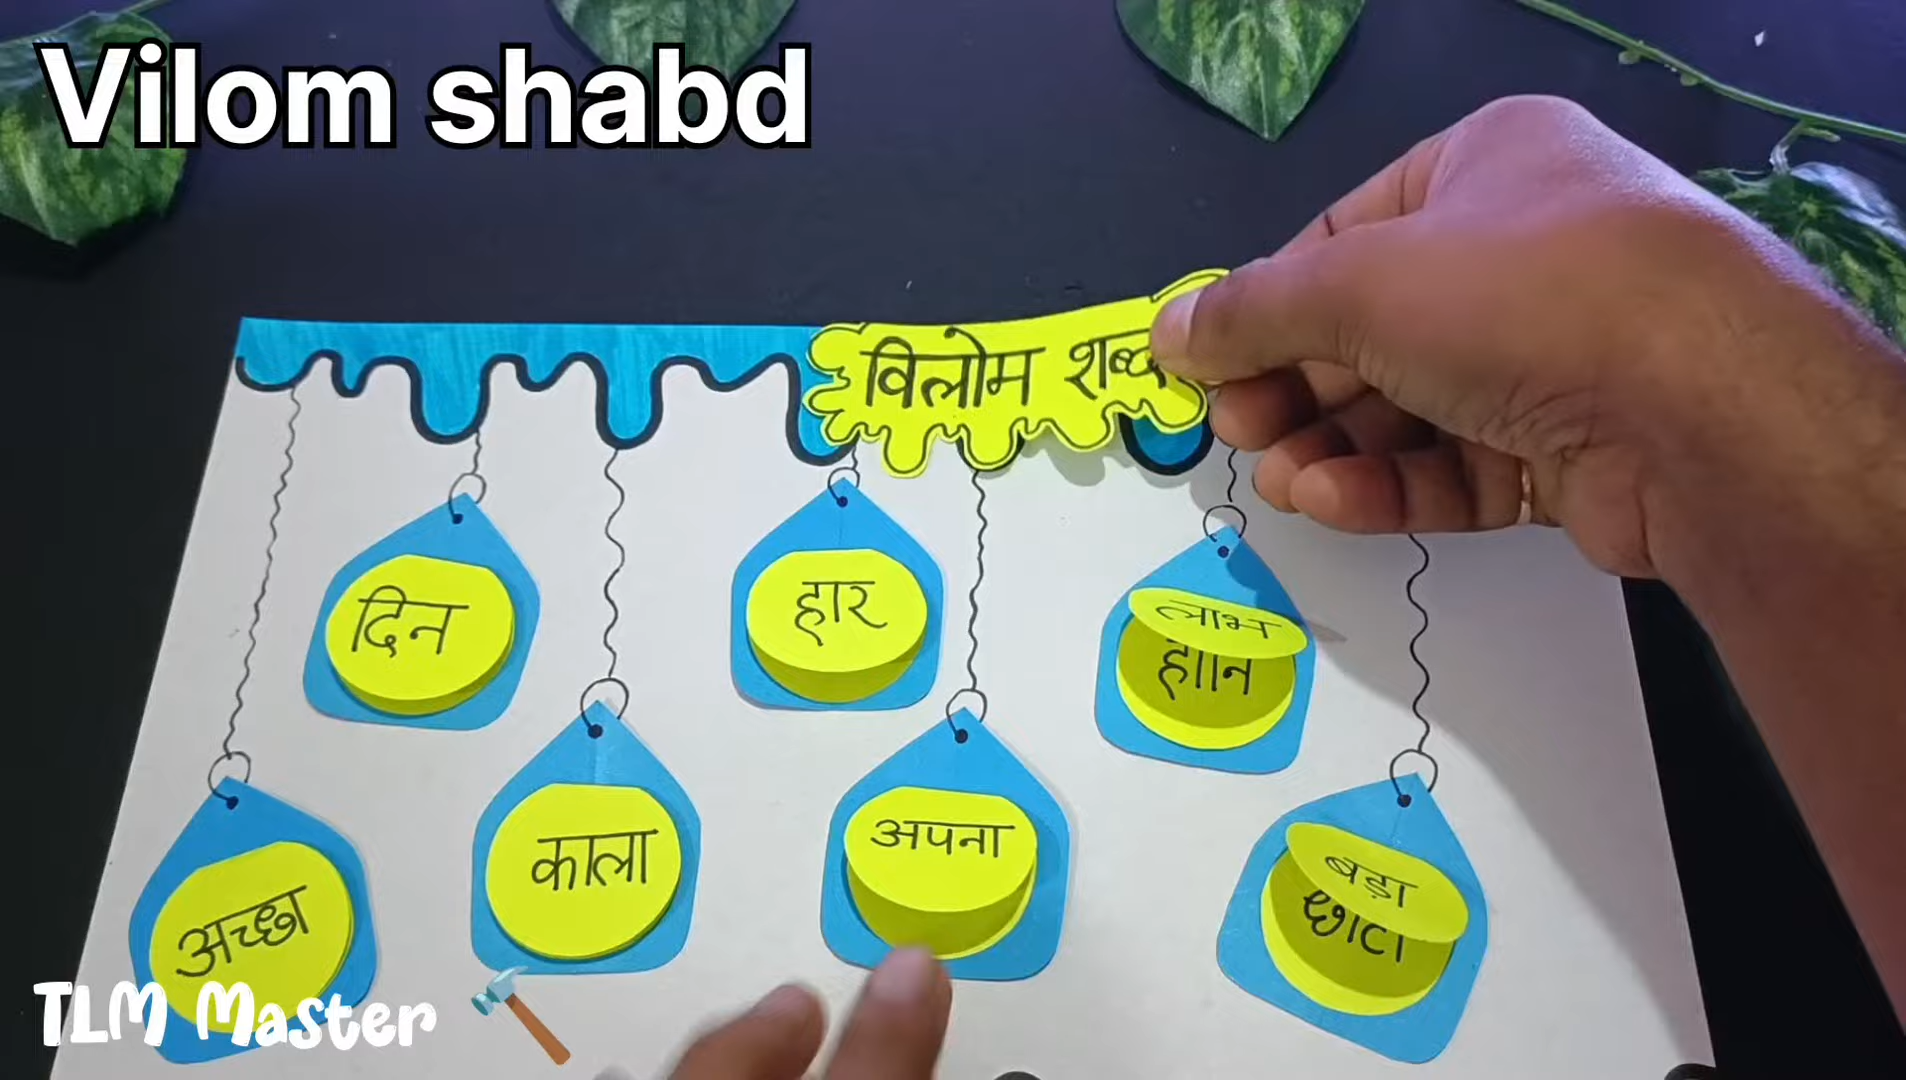 Vilom shabd
विलोम शब्द
दिन
हार
लाभ
हानि
अच्छा
काला
अपना
बड़ा
छोटा
TLM Master